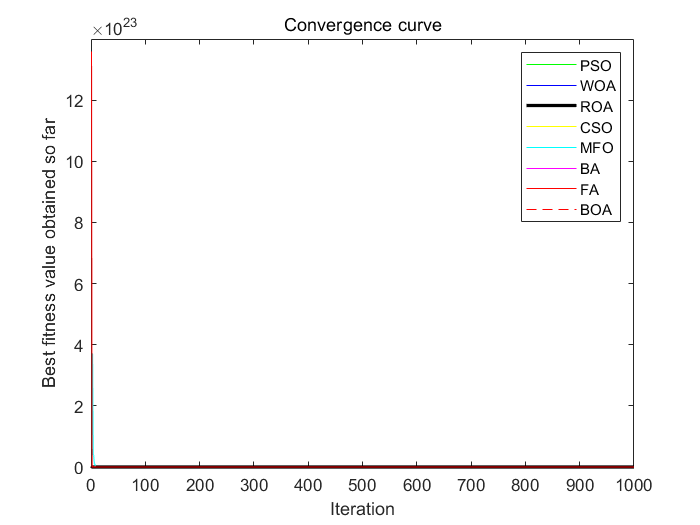 Convergence curve
×10^23
12
10
8
6
4
2
0
Best fitness value obtained so far
0 100 200 300 400 500 600 700 800 900 1000
Iteration
PSO
WOA
ROA
CSO
MFO
BA
FA
BOA